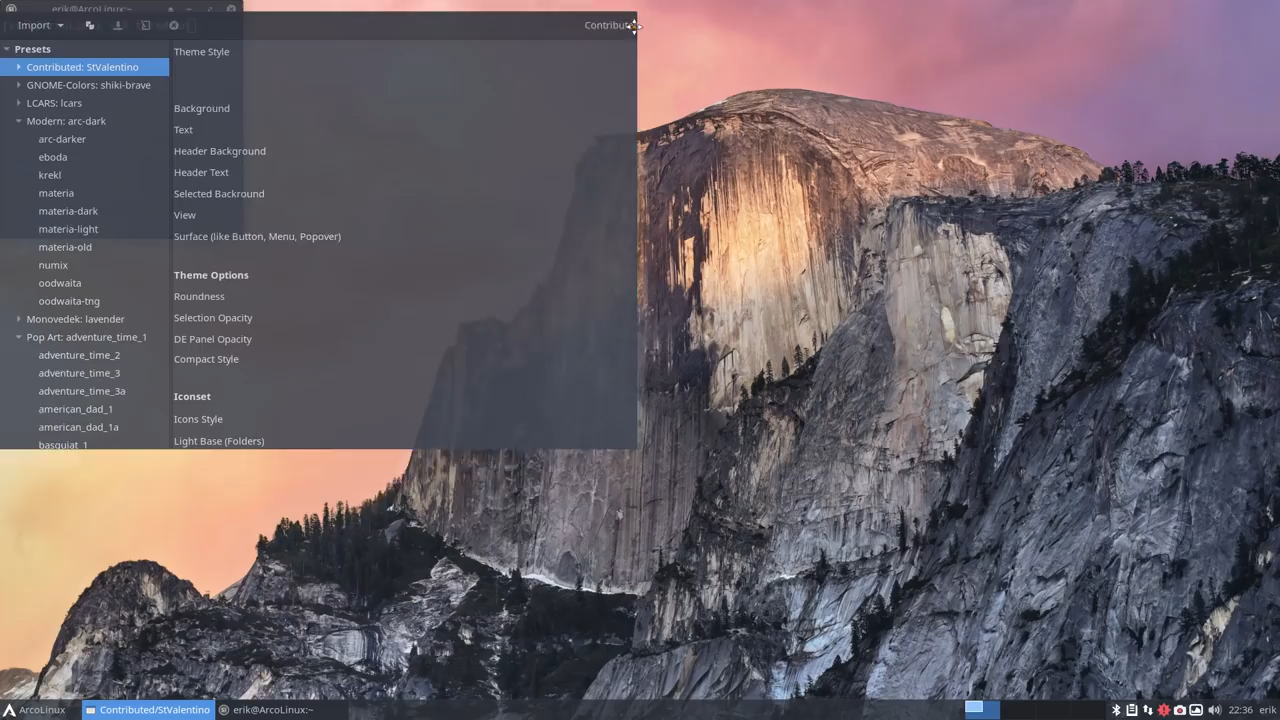 erik@ArcoLinux:~
Import
Contribut
Presets
Contributed: StValentino
GNOME-Colors: shiki-brave
LCARS: lcars
Modern: arc-dark
arc-darker
eboda
krekl
materia
materia-dark
materia-light
materia-old
numix
oodwaita
oodwaita-tng
Monovedek: lavender
Pop Art: adventure_time_1
adventure_time_2
adventure_time_3
adventure_time_3a
american_dad_1
american_dad_1a
basquiat_1
Theme Style
Background
Text
Header Background
Header Text
Selected Backround
View
Surface (like Button, Menu, Popover)
Theme Options
Roundness
Selection Opacity
DE Panel Opacity
Compact Style
Iconset
Icons Style
Light Base (Folders)
ArcoLinux
Contributed/StValentino
erik@ArcoLinux:~
22:36
erik